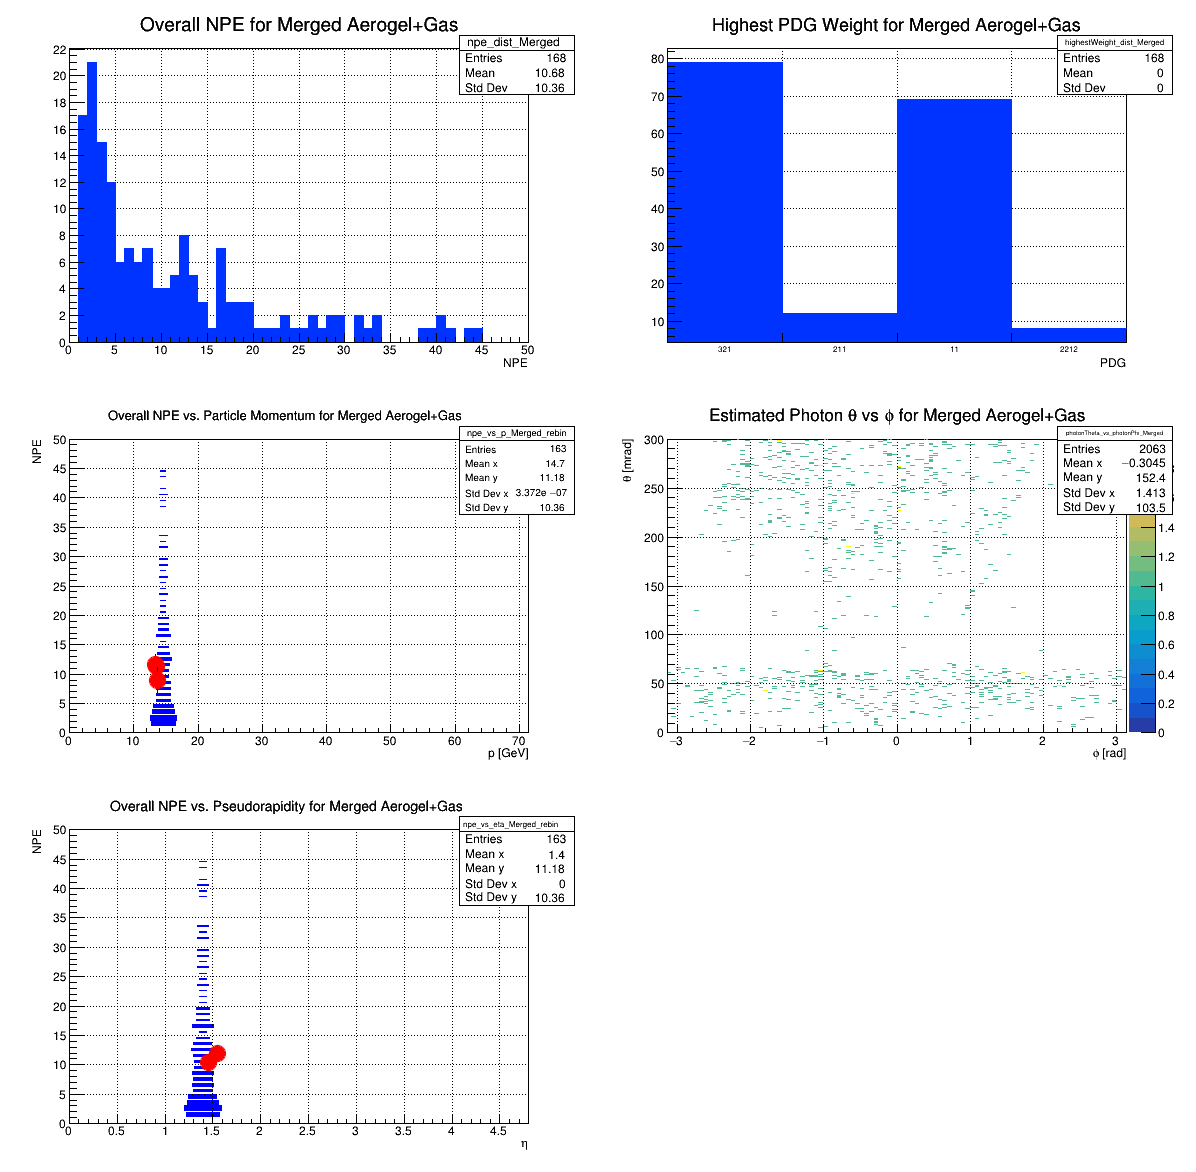 Overall NPE for Merged Aerogel+Gas
npe_dist_Merged
Entries 168
Mean 10.68
Std Dev 10.36
22
20
18
16
14
12
10
8
6
4
2
0
0 5 10 15 20 25 30 35 40 45 50
NPE
Highest PDG Weight for Merged Aerogel+Gas
highestWeight_dist_Merged
Entries 168
Mean 0
Std Dev 0
80
70
60
50
40
30
20
10
321 211 11 2212
PDG
Overall NPE vs. Particle Momentum for Merged Aerogel+Gas
npe_vs_p_Merged_rebin
Entries 163
Mean x 14.7
Mean y 11.18
Std Dev x 3.372e −07
Std Dev y 10.36
NPE
50
45
40
35
30
25
20
15
10
5
0
0 10 20 30 40 50 60 70
p [GeV]
Estimated Photon θ vs ϕ for Merged Aerogel+Gas
photonTheta_vs_photonPhi_Merged
Entries 2063
Mean x −0.3045
Mean y 152.4
Std Dev x 1.413
Std Dev y 103.5
θ [mrad]
300
250
200
150
100
50
0
−3 −2 −1 0 1 2 3
ϕ [rad]
1.4
1.2
1
0.8
0.6
0.4
0.2
0
Overall NPE vs. Pseudorapidity for Merged Aerogel+Gas
npe_vs_eta_Merged_rebin
Entries 163
Mean x 1.4
Mean y 11.18
Std Dev x 0
Std Dev y 10.36
NPE
50
45
40
35
30
25
20
15
10
5
0
0 0.5 1 1.5 2 2.5 3 3.5 4 4.5
η